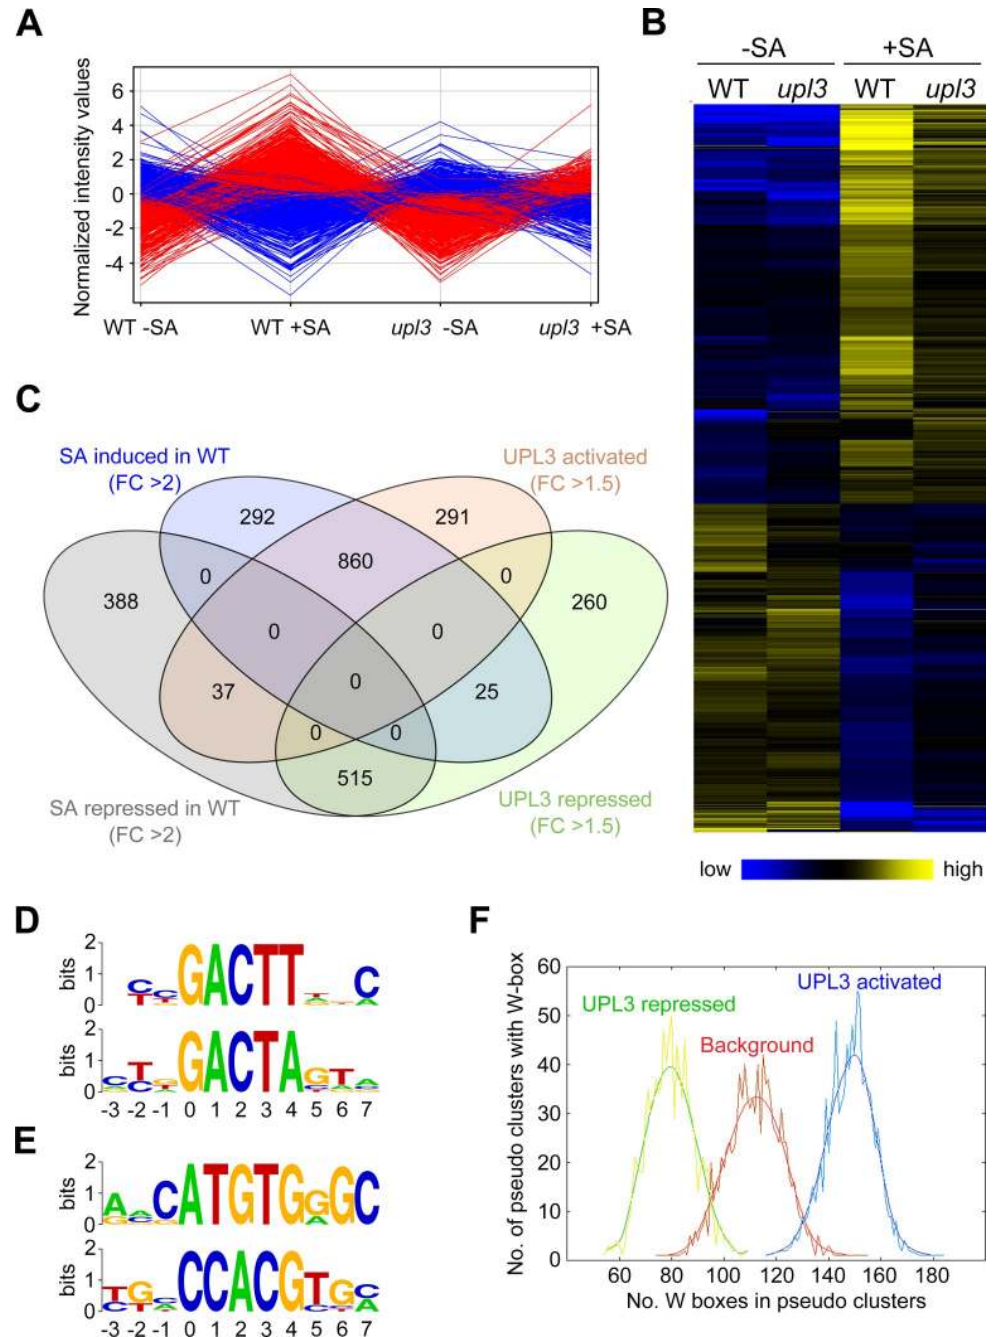 A
Normalized intensity values
6
4
2
0
-2
-4
WT -SA
WT +SA
upl3 -SA
upl3 +SA
B
-SA
+SA
WT
upl3
WT
upl3
low
high
C
SA induced in WT
(FC >2)
UPL3 activated
(FC >1.5)
292
291
388
0
860
0
260
0
0
37
0
25
0
0
515
SA repressed in WT
(FC >2)
UPL3 repressed
(FC >1.5)
D
bits
2
1
0
GACTT
C
bits
2
1
0
GACTA
-3 -2 -1 0 1 2 3 4 5 6 7
E
bits
2
1
0
ATGTG GC
bits
2
1
0
CCACG
-3 -2 -1 0 1 2 3 4 5 6 7
F
No. of pseudo clusters with W-box
60
50
40
30
20
10
0
UPL3 repressed
Background
UPL3 activated
60 80 100 120 140 160 180
No. W boxes in pseudo clusters